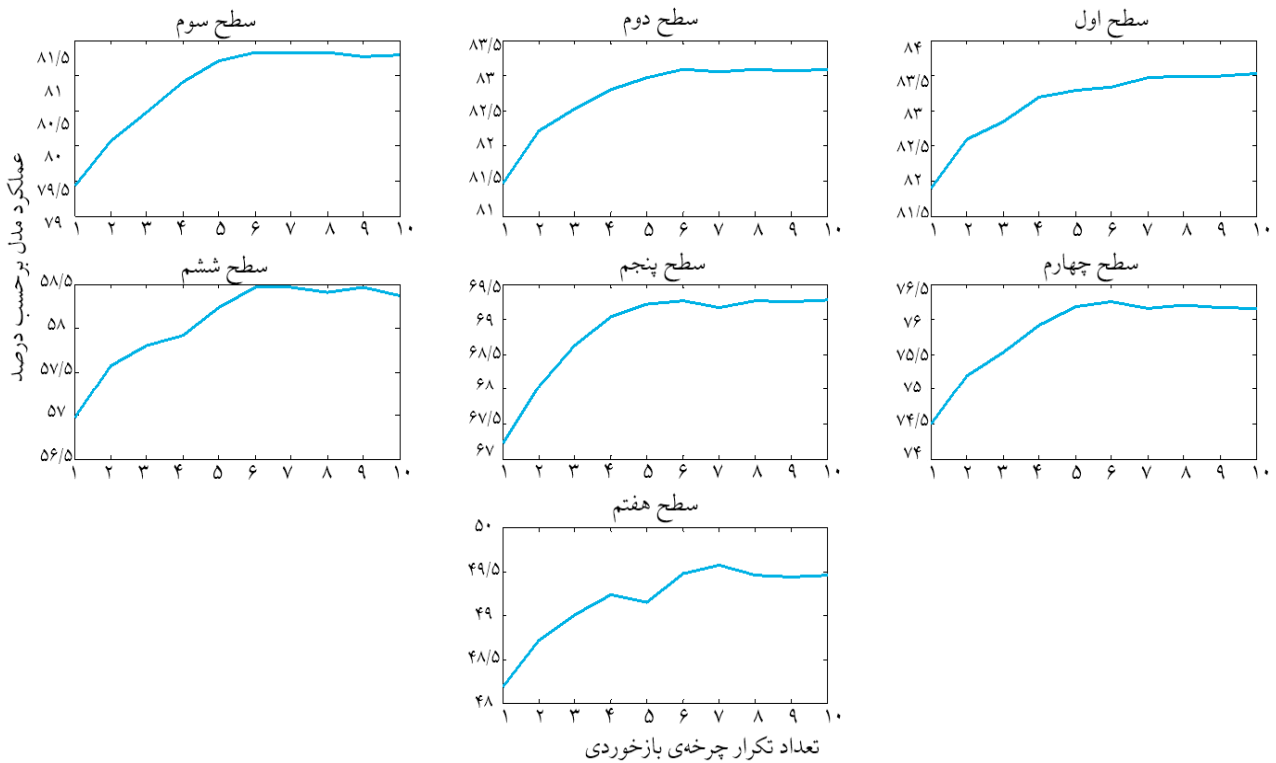 سطح اول
۸۴
۸۳/۵
۸۳
۸۲/۵
۸۲
۸۱/۵
۱ ۲ ۳ ۴ ۵ ۶ ۷ ۸ ۹ ۱۰
سطح دوم
۸۳/۵
۸۳
۸۲/۵
۸۲
۸۱/۵
۸۱
۱ ۲ ۳ ۴ ۵ ۶ ۷ ۸ ۹ ۱۰
سطح سوم
۸۱/۵
۸۱
۸۰/۵
۸۰
۷۹/۵
۷۹
۱ ۲ ۳ ۴ ۵ ۶ ۷ ۸ ۹ ۱۰
سطح چهارم
۷۶/۵
۷۶
۷۵/۵
۷۵
۷۴/۵
۷۴
۱ ۲ ۳ ۴ ۵ ۶ ۷ ۸ ۹ ۱۰
سطح پنجم
۶۹/۵
۶۹
۶۸/۵
۶۸
۶۷/۵
۶۷
۱ ۲ ۳ ۴ ۵ ۶ ۷ ۸ ۹ ۱۰
سطح ششم
۵۸/۵
۵۸
۵۷/۵
۵۷
۵۶/۵
۱ ۲ ۳ ۴ ۵ ۶ ۷ ۸ ۹ ۱۰
سطح هفتم
۵۰
۴۹/۵
۴۹
۴۸/۵
۴۸
۱ ۲ ۳ ۴ ۵ ۶ ۷ ۸ ۹ ۱۰
عملکرد مدل برحسب درصد
تعداد تکرار چرخه‌ی بازخوردی